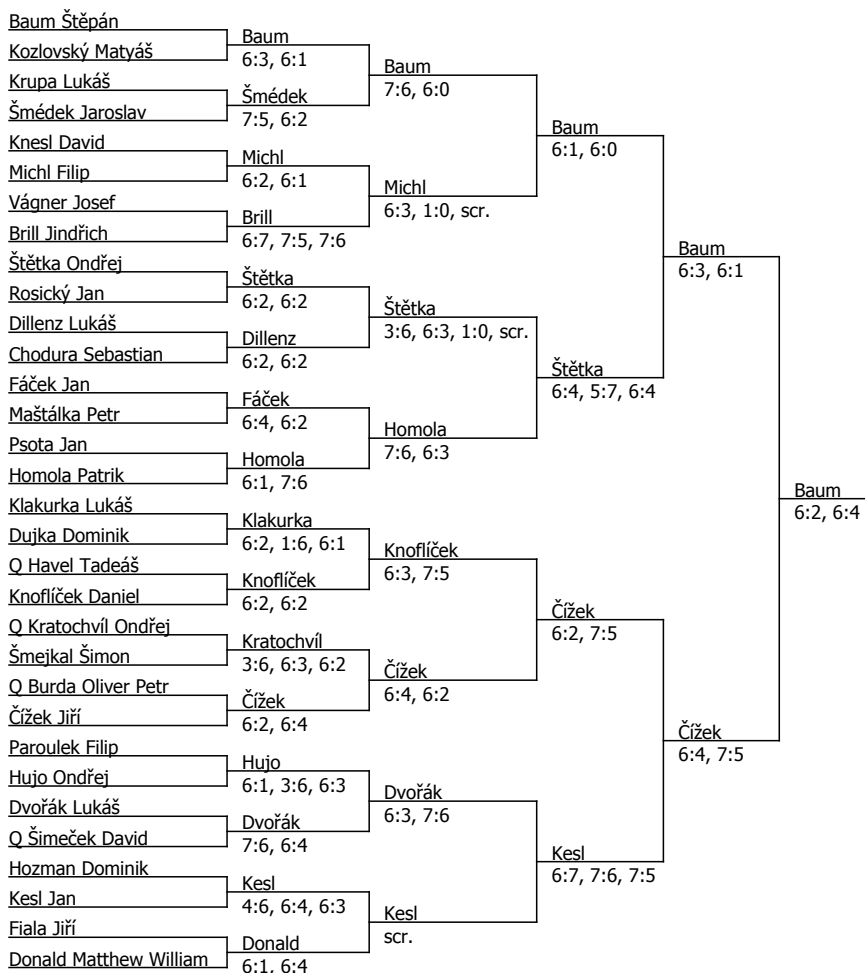 Baum Štěpán
Kozlovský Matyáš
Krupa Lukáš
Šmédek Jaroslav
Knesl David
Michl Filip
Vágner Josef
Brill Jindřich
Štětka Ondřej
Rosický Jan
Dillenz Lukáš
Chodura Sebastian
Fáček Jan
Maštálka Petr
Psota Jan
Homola Patrik
Klakurka Lukáš
Dujka Dominik
Q Havel Tadeáš
Knoflíček Daniel
Q Kratochvíl Ondřej
Šmejkal Šimon
Q Burda Oliver Petr
Čížek Jiří
Paroulek Filip
Hujo Ondřej
Dvořák Lukáš
Q Šimeček David
Hozman Dominik
Kesl Jan
Fiala Jiří
Donald Matthew William
Baum
6:3, 6:1
Šmédek
7:5, 6:2
Michl
6:2, 6:1
Brill
6:7, 7:5, 7:6
Štětka
6:2, 6:2
Dillenz
6:2, 6:2
Fáček
6:4, 6:2
Homola
6:1, 7:6
Klakurka
6:2, 1:6, 6:1
Knoflíček
6:2, 6:2
Kratochvíl
3:6, 6:3, 6:2
Čížek
6:2, 6:4
Hujo
6:1, 3:6, 6:3
Dvořák
7:6, 6:4
Kesl
4:6, 6:4, 6:3
Donald
6:1, 6:4
Baum
7:6, 6:0
Michl
6:3, 1:0, scr.
Štětka
3:6, 6:3, 1:0, scr.
Homola
7:6, 6:3
Knoflíček
6:3, 7:5
Čížek
6:4, 6:2
Dvořák
6:3, 7:6
Kesl
scr.
Baum
6:1, 6:0
Štětka
6:4, 5:7, 6:4
Čížek
6:2, 7:5
Kesl
6:7, 7:6, 7:5
Baum
6:3, 6:1
Čížek
6:4, 7:5
Baum
6:2, 6:4